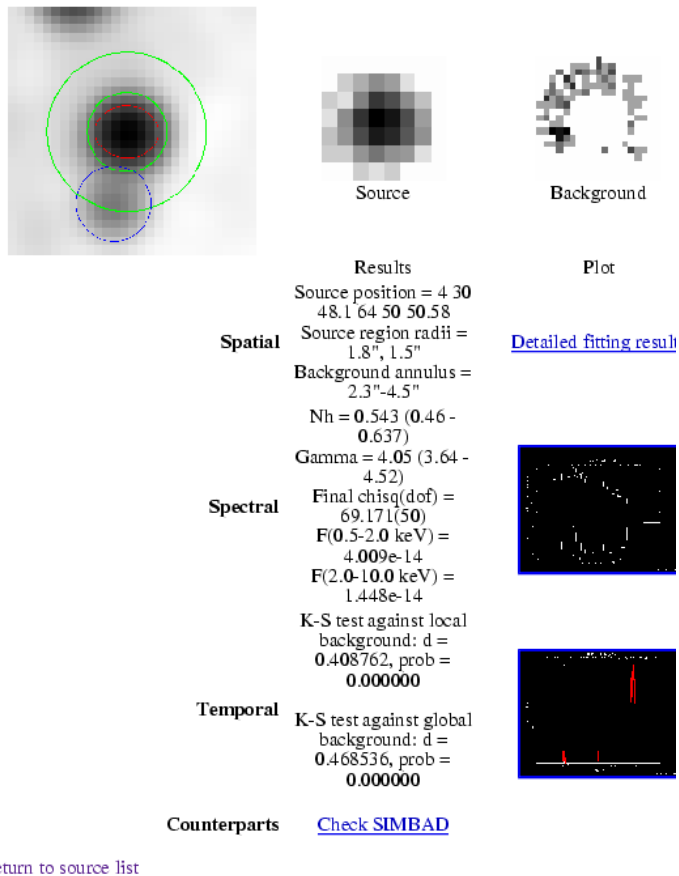 Source
Background
Results
Plot
Spatial
Source position = 4 30
48.1 64 50 50.58
Source region radii =
1.8", 1.5"
Background annulus =
2.3"-4.5"
Detailed fitting result
Spectral
Nh = 0.543 (0.46 -
0.637)
Gamma = 4.05 (3.64 -
4.52)
Final chisq(dof) =
69.171(50)
F(0.5-2.0 keV) =
4.009e-14
F(2.0-10.0 keV) =
1.448e-14
Temporal
K-S test against local
background: d =
0.408762, prob =
0.000000
K-S test against global
background: d =
0.468536, prob =
0.000000
Counterparts
Check SIMBAD
eturn to source list